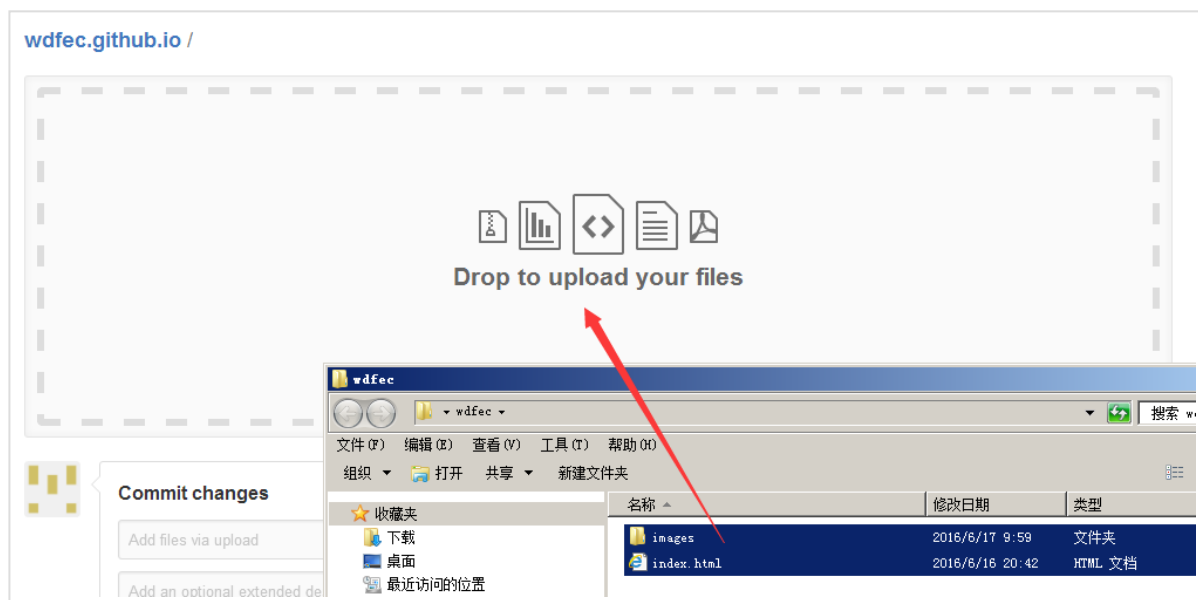 wdfec.github.io /
Drop to upload your files
wdfec
wdfec
搜索
文件(F) 编辑(E) 查看(V) 工具(T) 帮助(H)
组织 打开 共享 新建文件夹
Commit changes
Add files via upload
Add an optional extended de
收藏夹
下载
桌面
最近访问的位置
名称 修改日期 类型
images 2016/6/17 9:59 文件夹
index.html 2016/6/16 20:42 HTML 文档